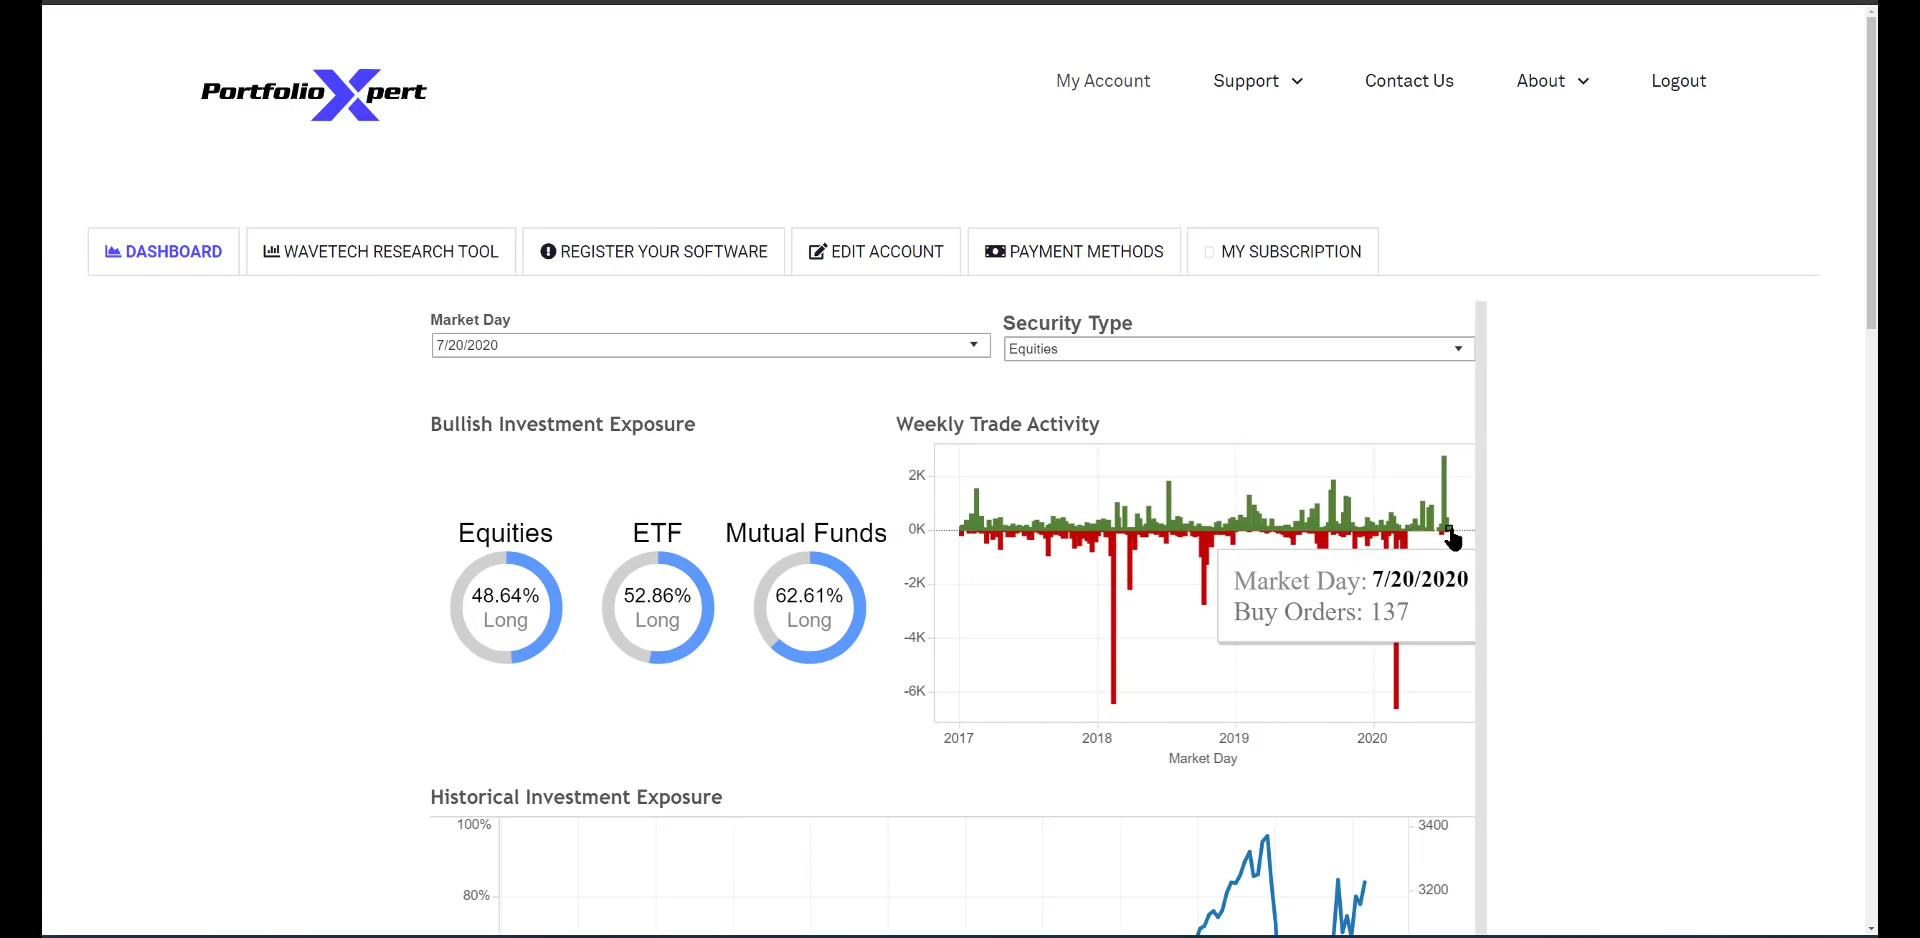 PortfolioXpert
My Account Support Contact Us About Logout
DASHBOARD WAVETECH RESEARCH TOOL REGISTER YOUR SOFTWARE EDIT ACCOUNT PAYMENT METHODS MY SUBSCRIPTION
Market Day
7/20/2020
Security Type
Equities
Bullish Investment Exposure
Equities ETF Mutual Funds
48.64% 52.86% 62.61%
Long Long Long
Weekly Trade Activity
2K
0K
-2K
-4K
-6K
Market Day: 7/20/2020
Buy Orders: 137
2017 2018 2019 2020
Market Day
Historical Investment Exposure
100% 3400
80% 3200